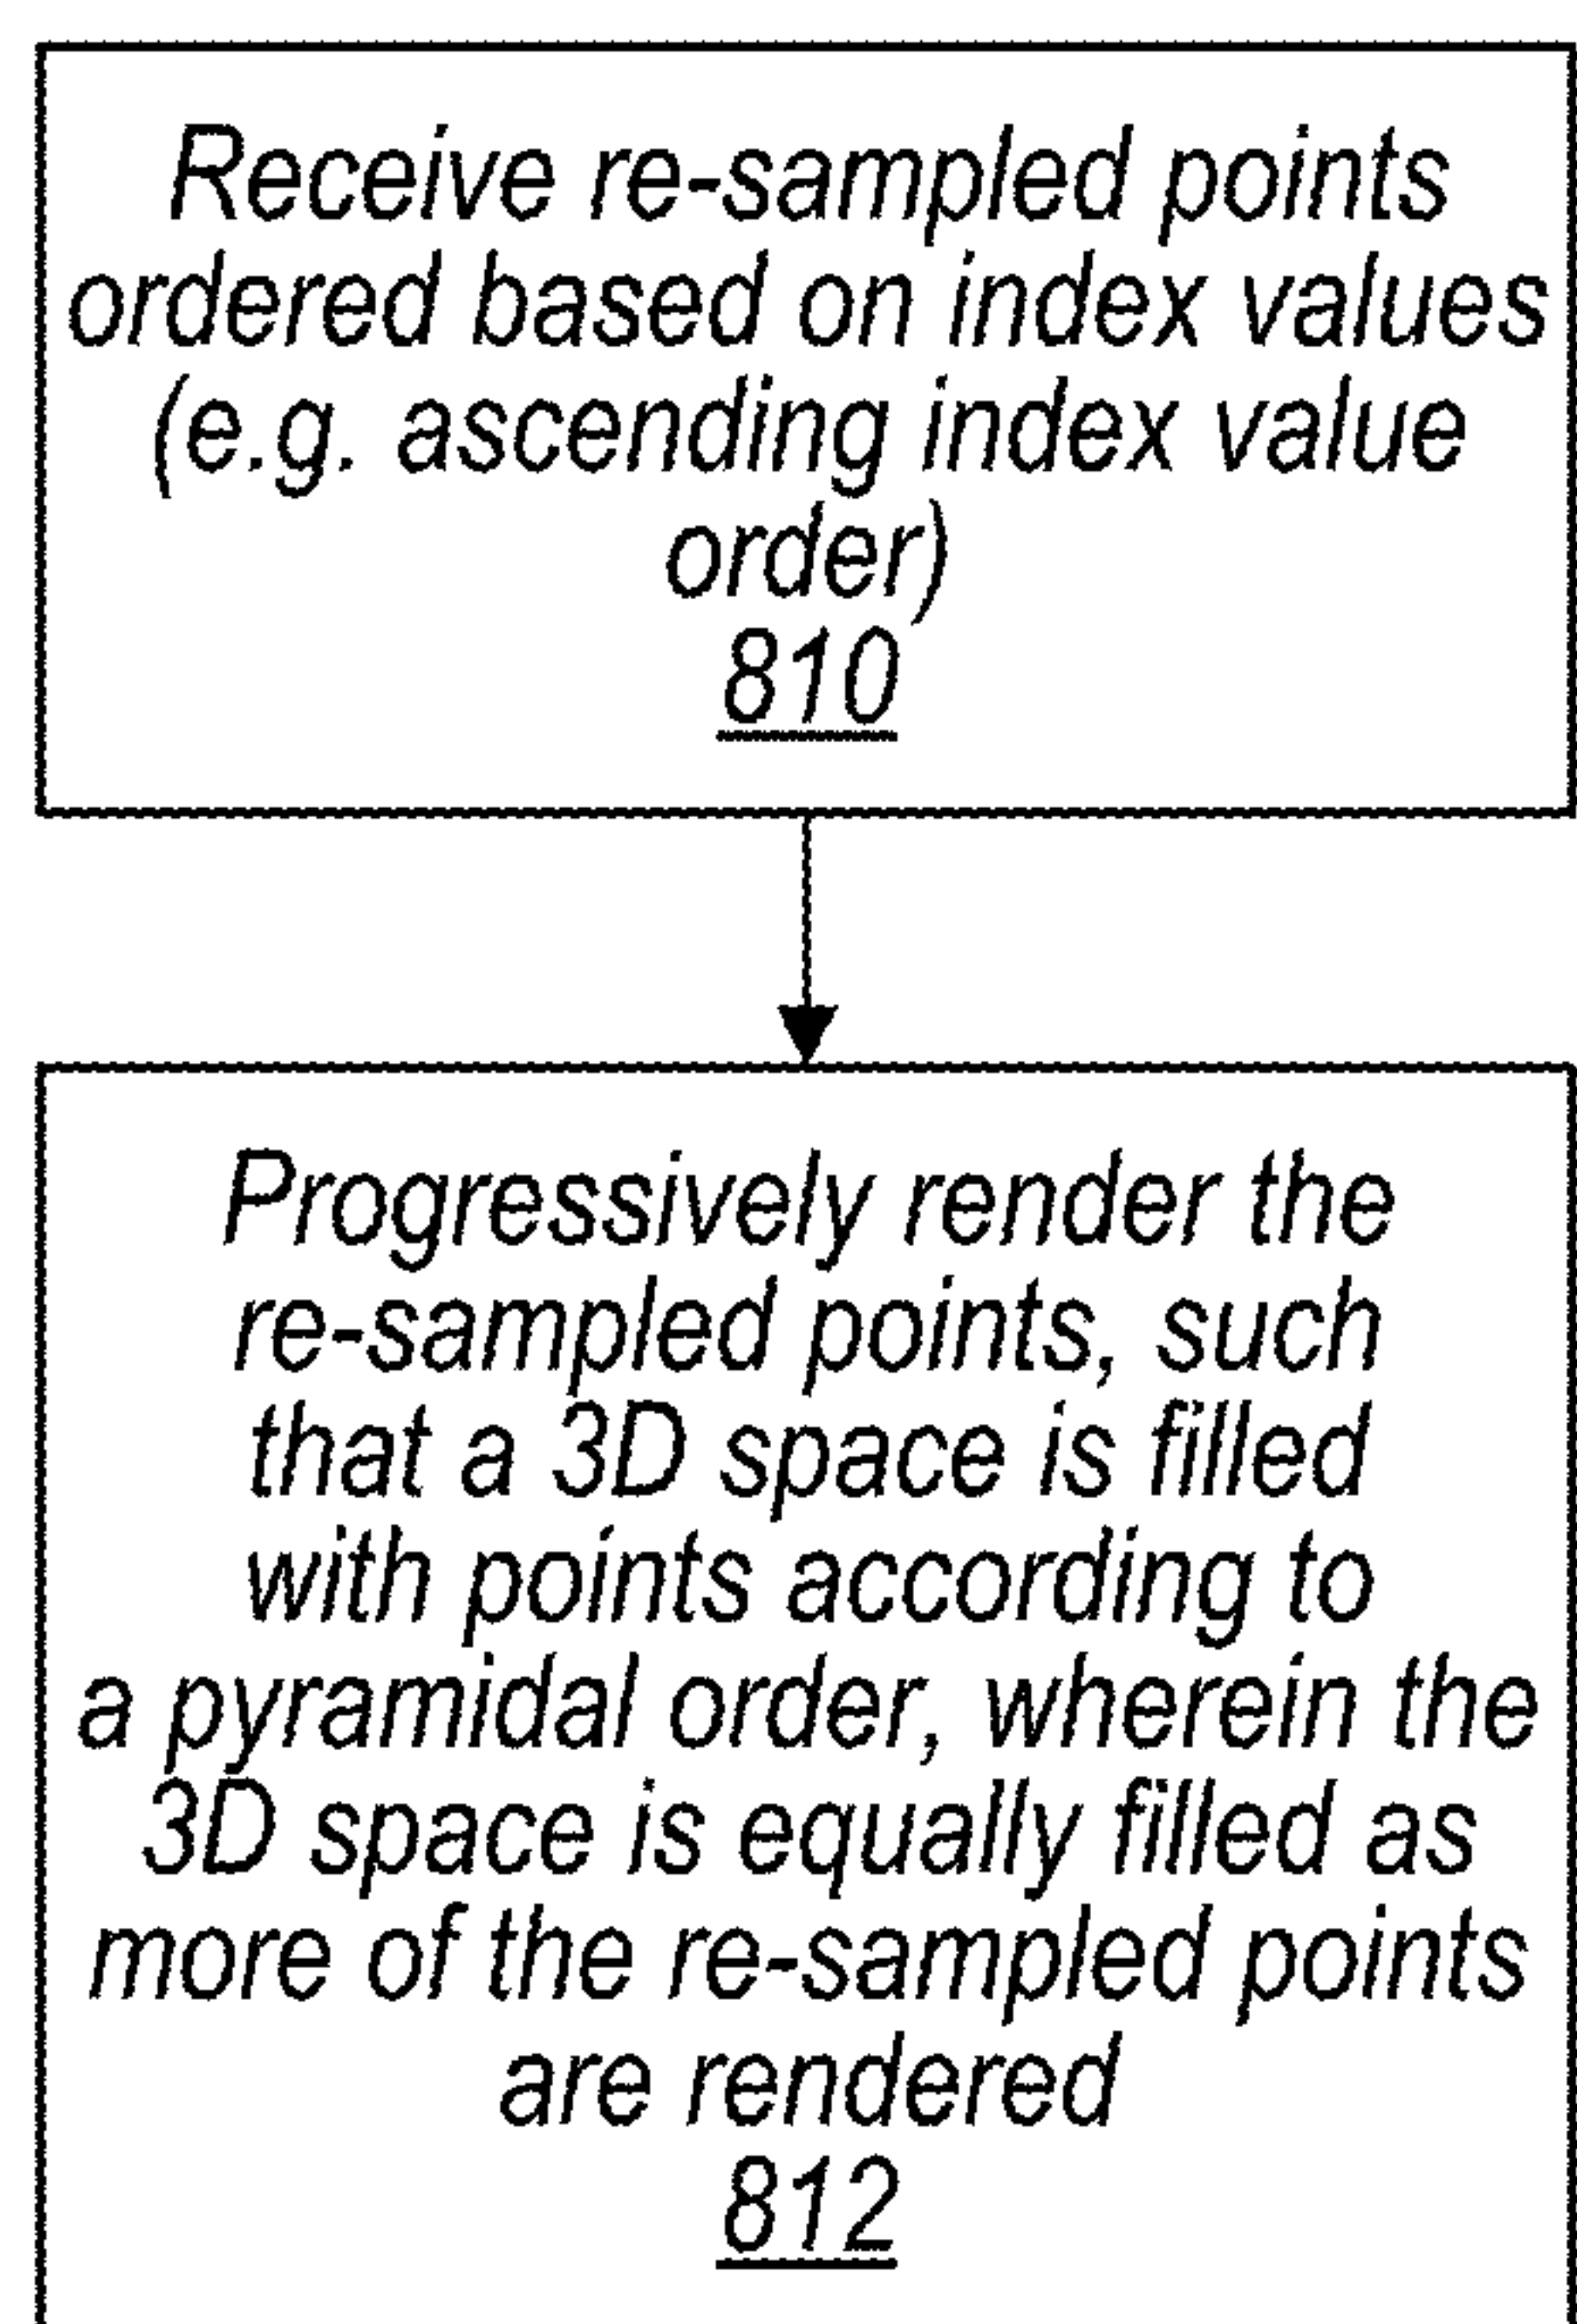 Receive re-sampled points
ordered based on index values
(e.g. ascending index value
order)
810
Progressively render the
re-sampled points, such
that a 3D space is filled
with points according to
a pyramidal order, wherein the
3D space is equally filled as
more of the re-sampled points
are rendered
812